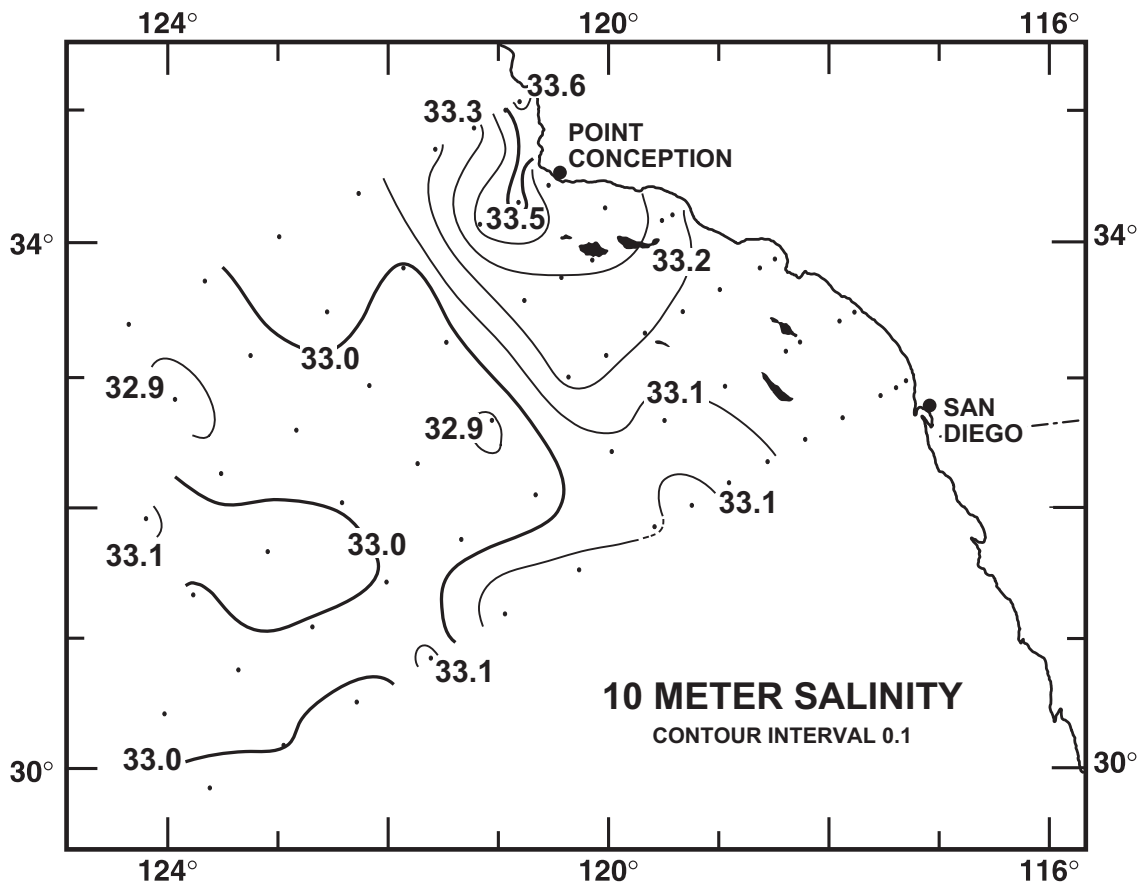 124° 120° 116°
33.6
33.3
POINT
CONCEPTION
33.5
34° 34°
33.2
33.0
32.9
33.1
32.9
SAN
DIEGO
33.1
33.0
33.1
33.1
10 METER SALINITY
CONTOUR INTERVAL 0.1
33.0
30° 30°
124° 120° 116°